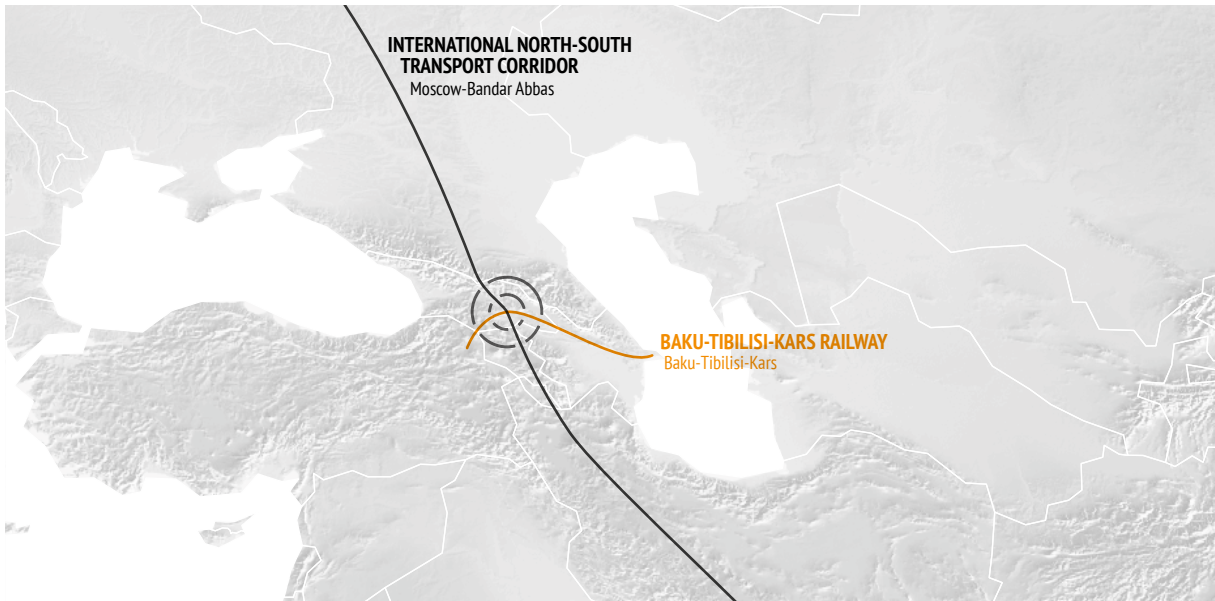 INTERNATIONAL NORTH-SOUTH
TRANSPORT CORRIDOR
Moscow-Bandar Abbas
BAKU-TIBILISI-KARS RAILWAY
Baku-Tibilisi-Kars